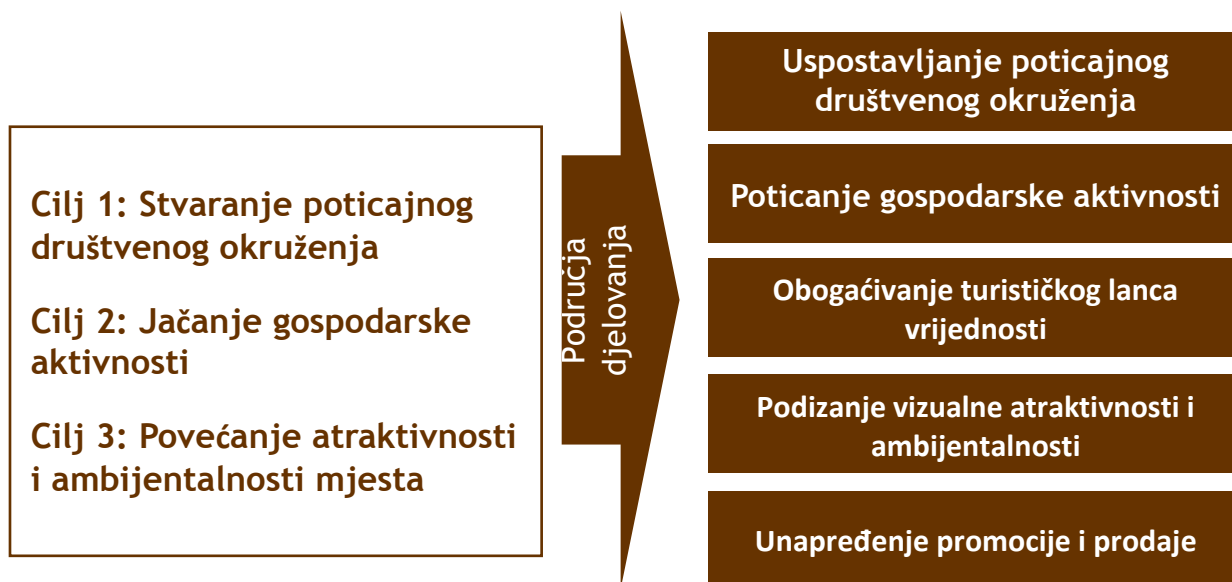 Cilj 1: Stvaranje poticajnog
društvenog okruženja
Cilj 2: Jačanje gospodarske
aktivnosti
Cilj 3: Povećanje atraktivnosti
i ambijentalnosti mjesta
Područja
djelovanja
Uspostavljanje poticajnog
društvenog okruženja
Poticanje gospodarske aktivnosti
Obogaćivanje turističkog lanca
vrijednosti
Podizanje vizualne atraktivnosti i
ambijentalnosti
Unapređenje promocije i prodaje